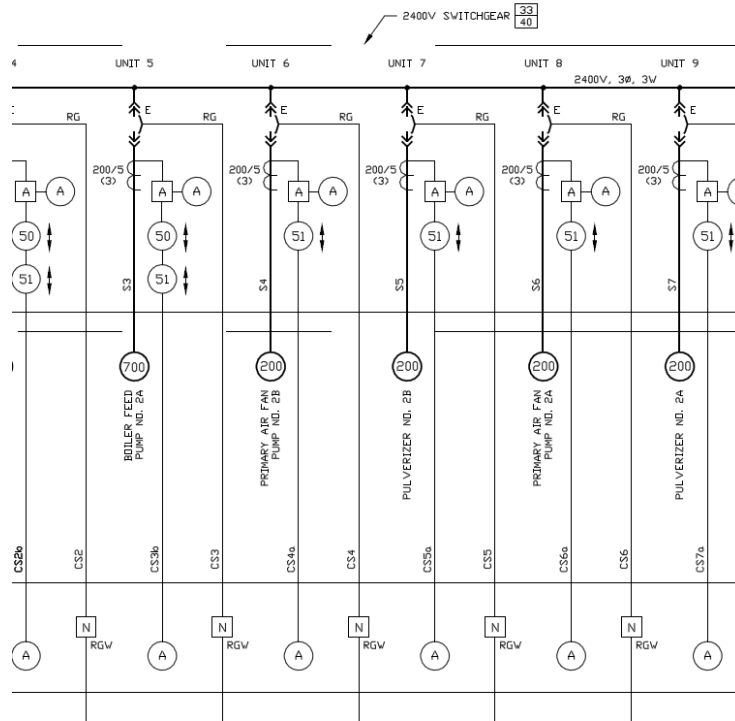 2400V SWITCHGEAR 33
40
4 UNIT 5 UNIT 6 UNIT 7 UNIT 8 UNIT 9
2400V, 3Ø, 3W
E E E E E
RG RG RG RG RG
200/5 200/5 200/5 200/5 200/5
(3) (3) (3) (3) (3)
A A A A A A A A A A A
50 50 51 51 51 51
51 51
S3 S4 S5 S6 S7
700 200 200 200 200
BOILER FEED
PUMP NO. 2A
PRIMARY AIR FAN
PUMP NO. 2B
PULVERIZER NO. 2B
PRIMARY AIR FAN
PUMP NO. 2A
PULVERIZER NO. 2A
CS2b CS2 CS3b CS3 CS4a CS4 CS5a CS5 CS6a CS6 CS7a
N N N N N
RGW RGW RGW RGW RGW
A A A A A A